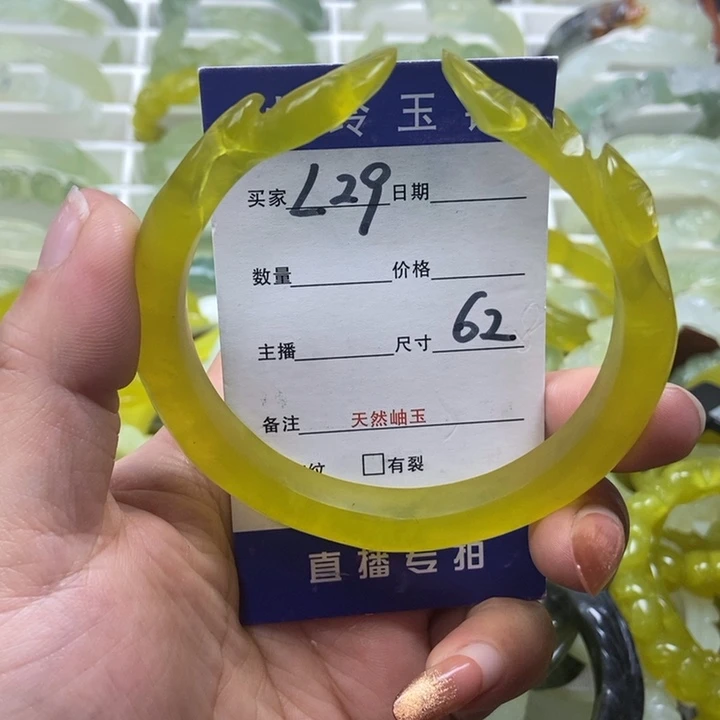 玉
买家 L29 日期
数量 价格
主播 尺寸 62
备注 天然岫玉
纹 □有裂
直播专拍